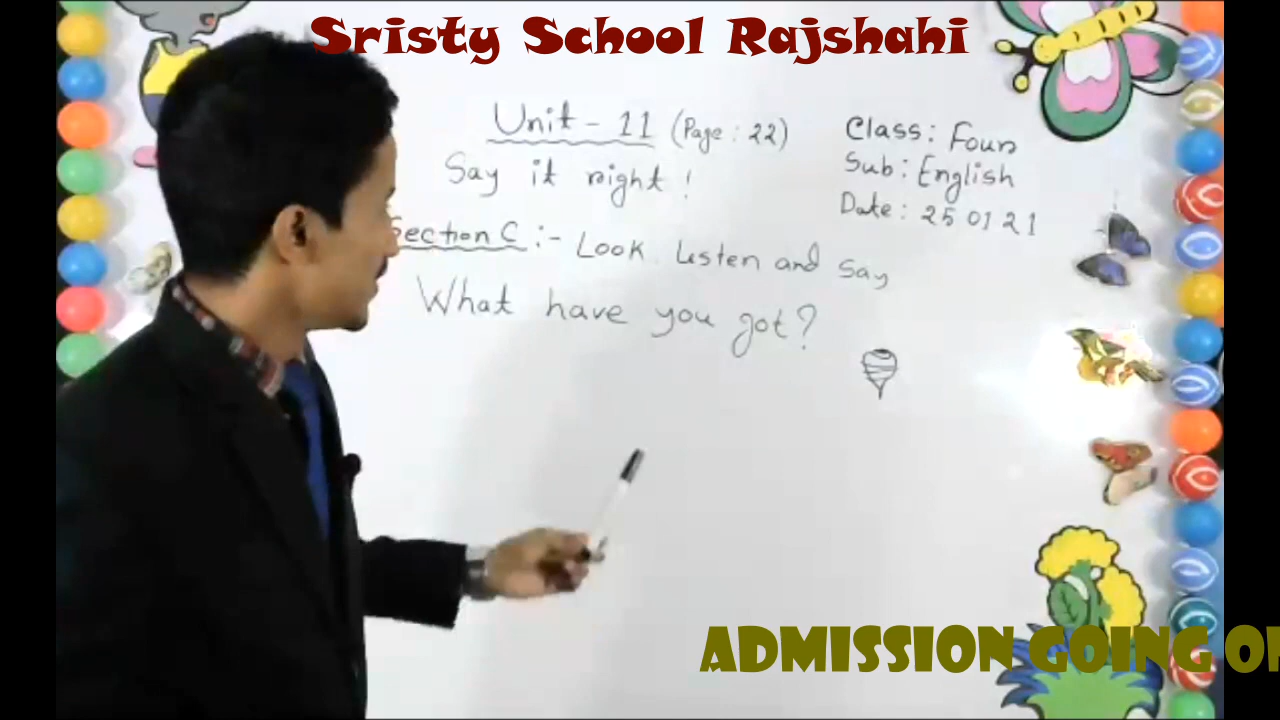 Sristy School Rajshahi
Unit - 11 (Page : 22)
Say it right !
Class: Four
Sub: English
Date: 25 01 21
Section C :- Look, Listen and Say
What have you got?
ADMISSION GOING